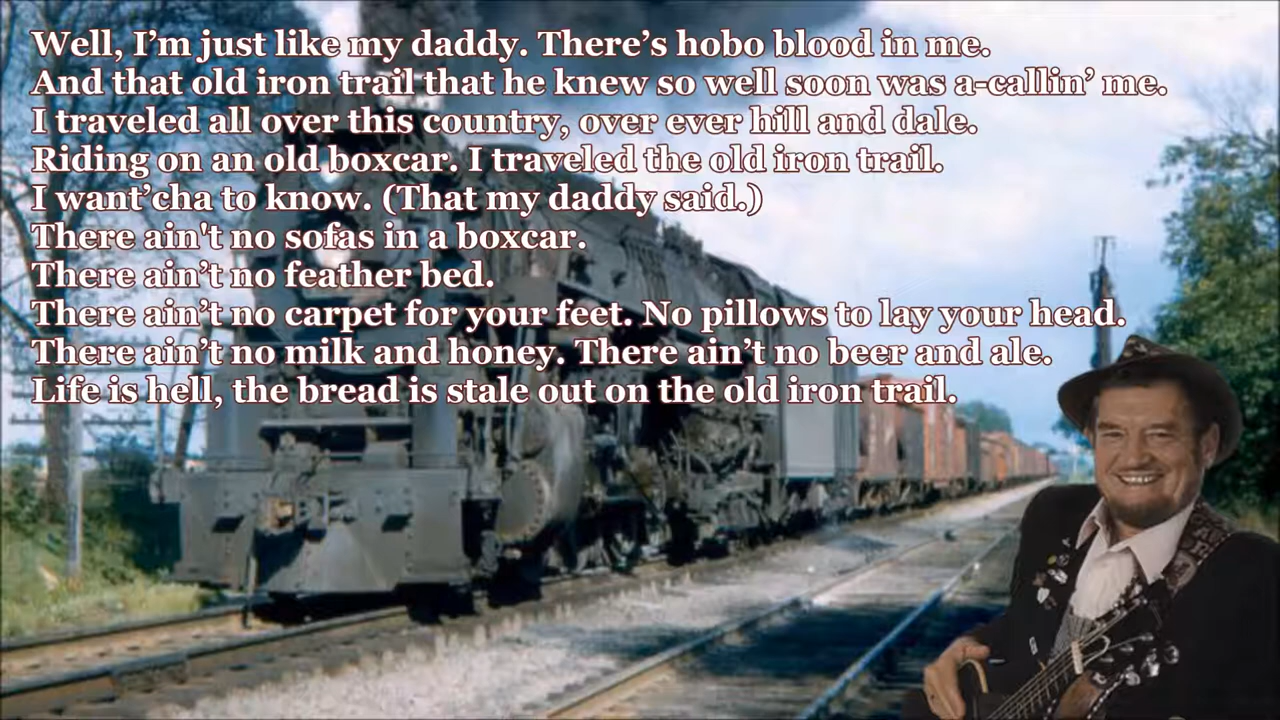 Well, I’m just like my daddy. There’s hobo blood in me.
And that old iron trail that he knew so well soon was a-callin’ me.
I traveled all over this country, over ever hill and dale.
Riding on an old boxcar. I traveled the old iron trail.
I want’cha to know. (That my daddy said.)
There ain't no sofas in a boxcar.
There ain’t no feather bed.
There ain’t no carpet for your feet. No pillows to lay your head.
There ain’t no milk and honey. There ain’t no beer and ale.
Life is hell, the bread is stale out on the old iron trail.